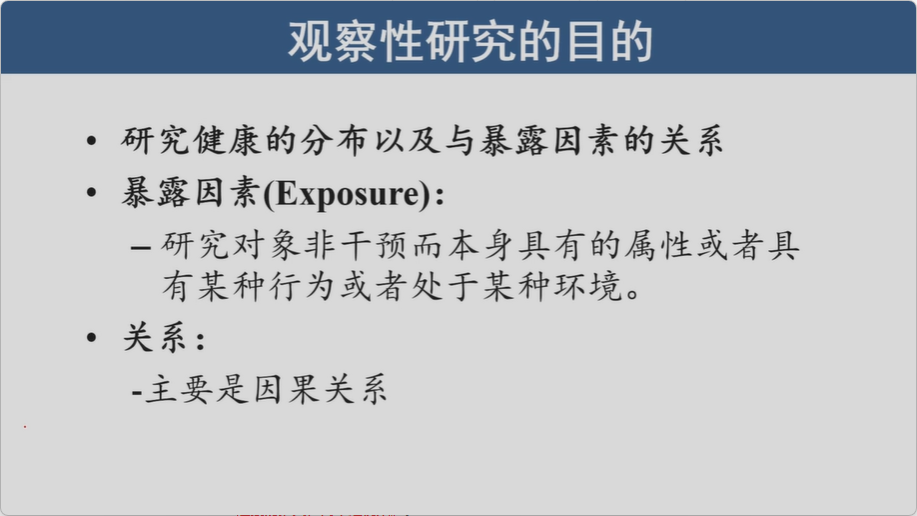 观察性研究的目的
• 研究健康的分布以及与暴露因素的关系
• 暴露因素(Exposure)：
– 研究对象非干预而本身具有的属性或者具
有某种行为或者处于某种环境。
• 关系：
-主要是因果关系